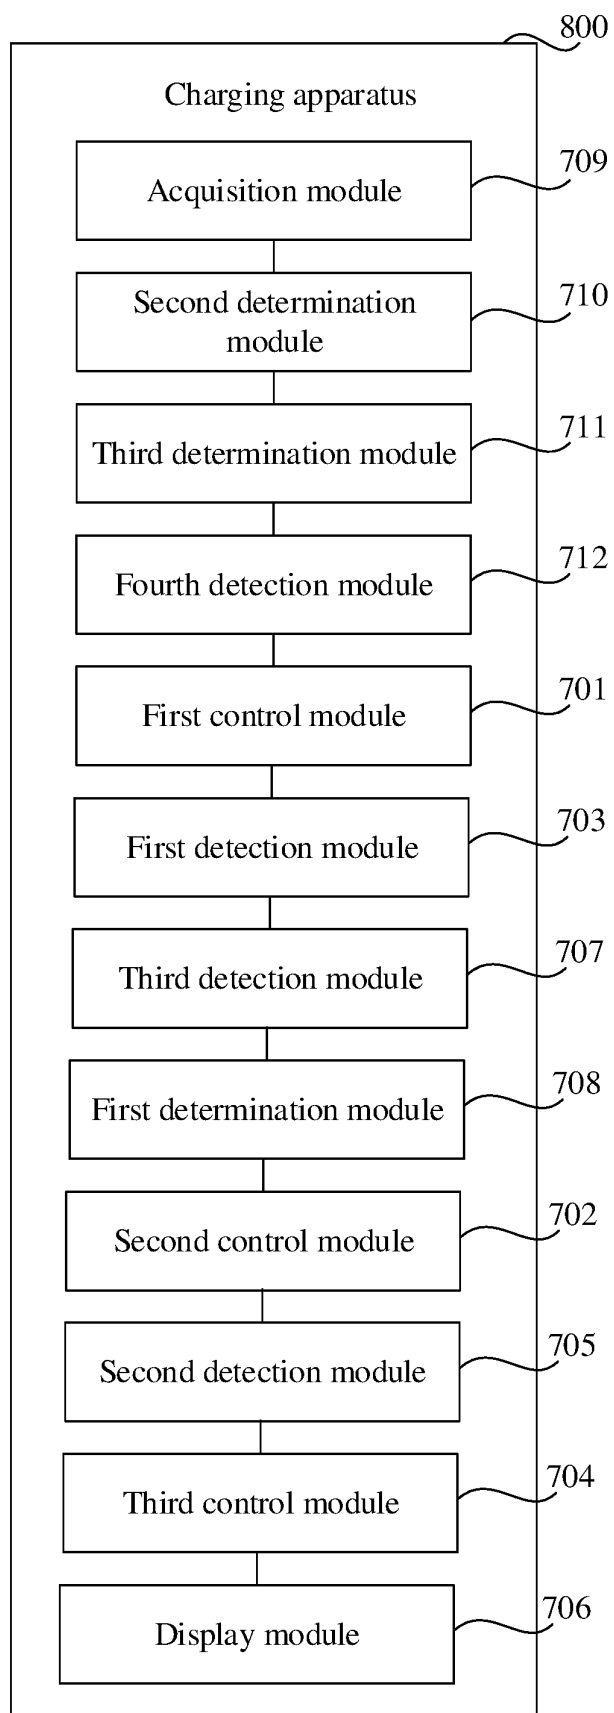 800
Charging apparatus
709
Acquisition module
710
Second determination
module
711
Third determination module
712
Fourth detection module
701
First control module
703
First detection module
707
Third detection module
708
First determination module
702
Second control module
705
Second detection module
704
Third control module
706
Display module